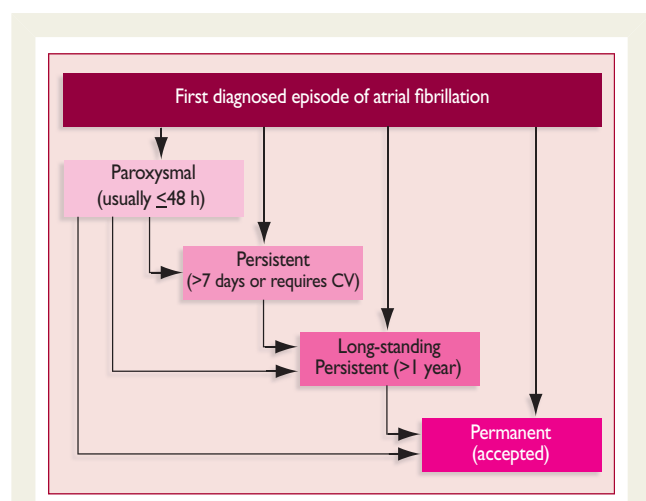 First diagnosed episode of atrial fibrillation
Paroxysmal
(usually ≤48 h)
Persistent
(>7 days or requires CV)
Long-standing
Persistent (>1 year)
Permanent
(accepted)